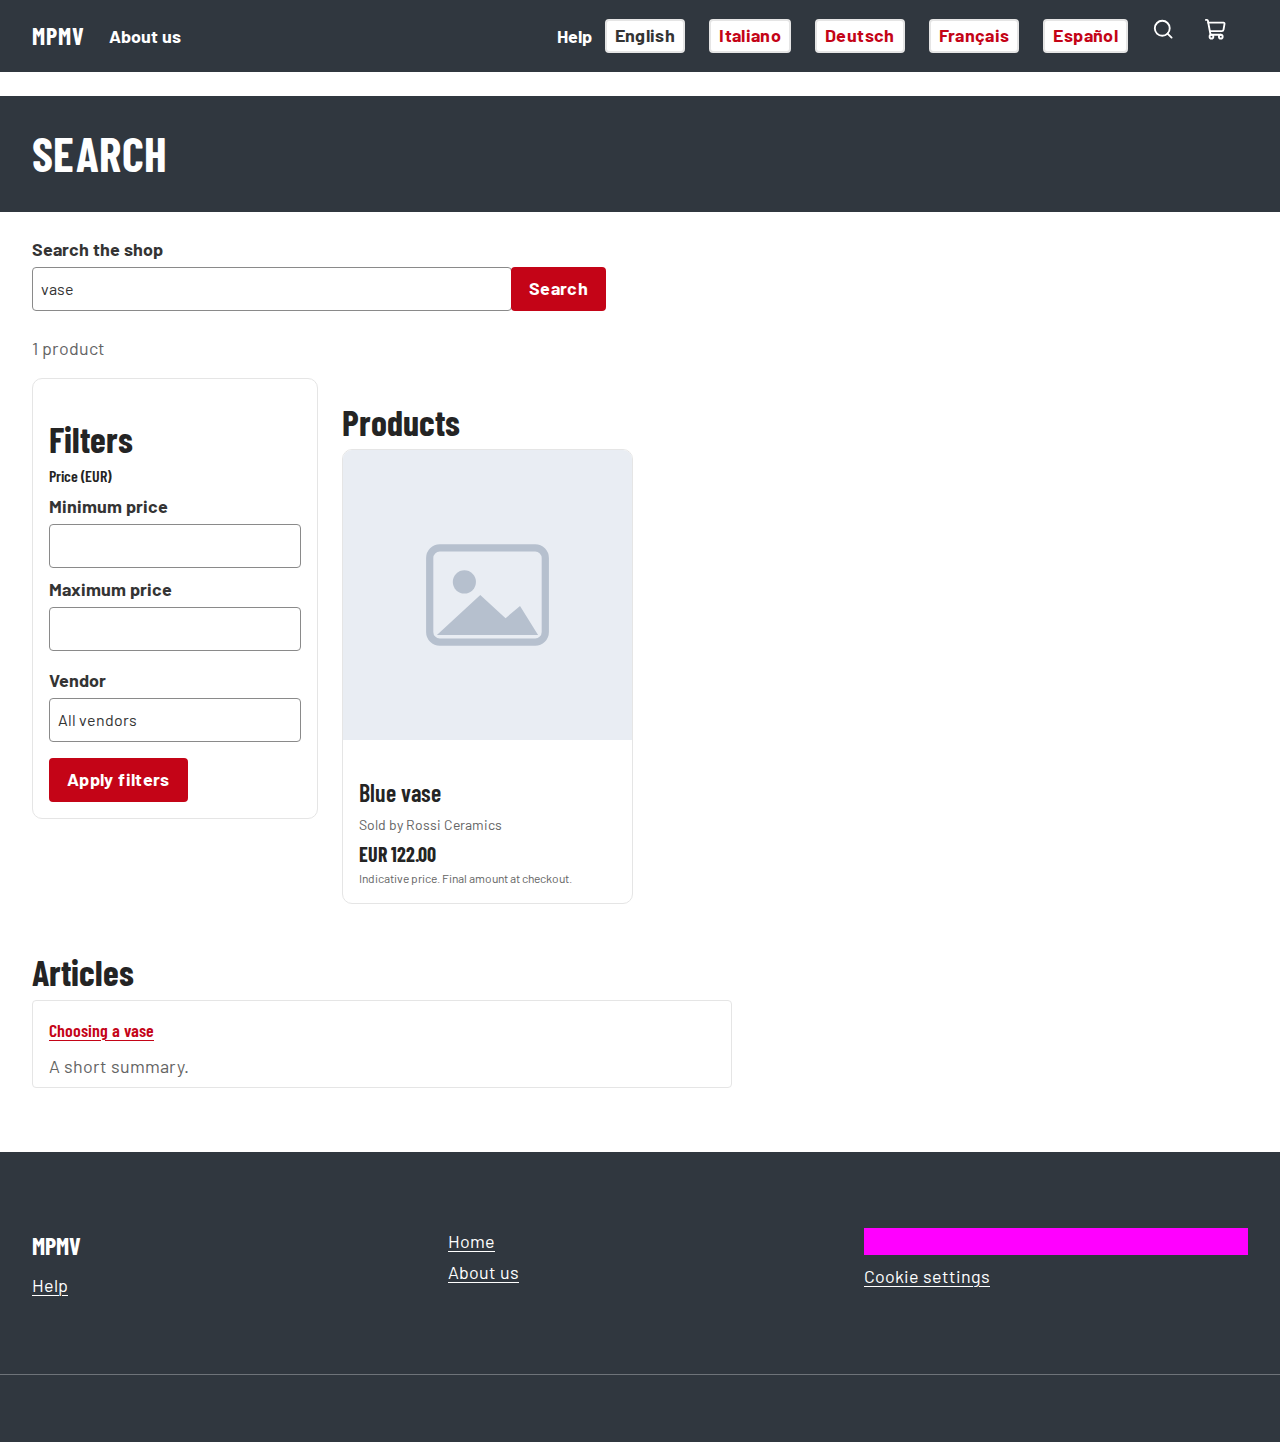 MPMV
About us
Help
English
Italiano
Deutsch
Français
Español
SEARCH
Search the shop
vase
Search
1 product
Filters
Price (EUR)
Minimum price
Maximum price
Vendor
All vendors
Apply filters
Products
Blue vase
Sold by Rossi Ceramics
EUR 122.00
Indicative price. Final amount at checkout.
Articles
Choosing a vase
A short summary.
MPMV
Help
Home
About us
Cookie settings